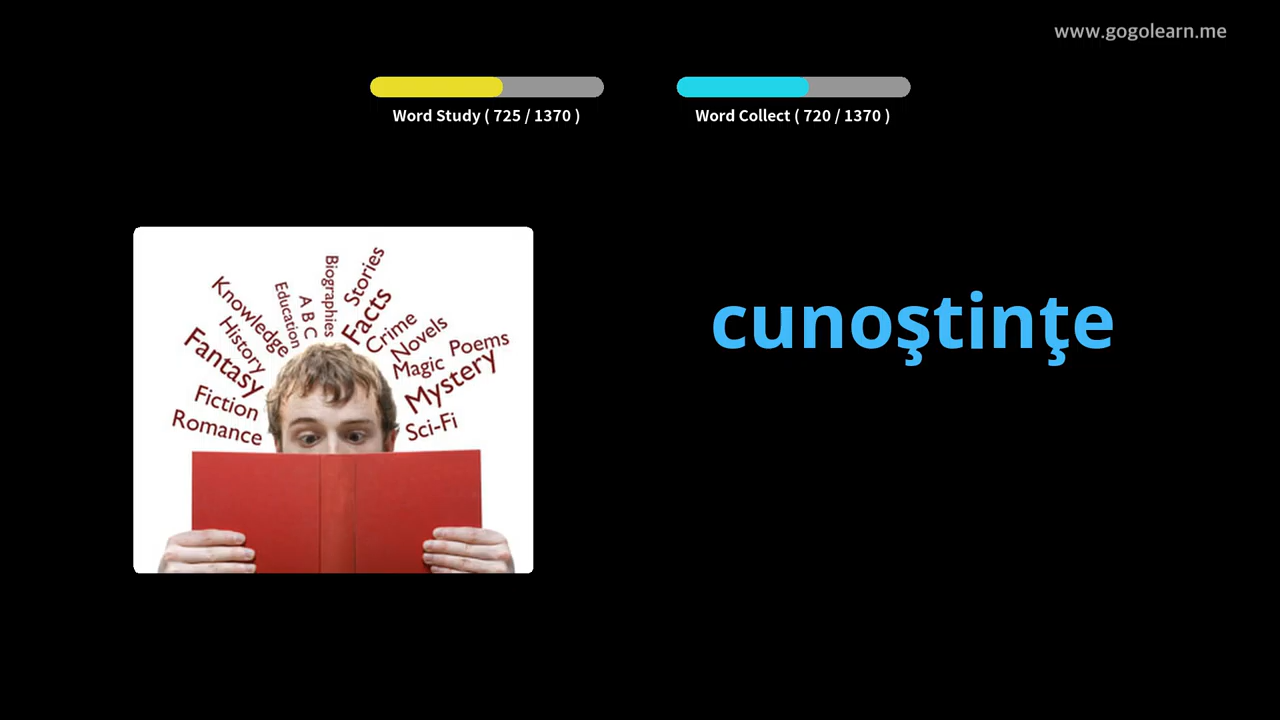 www.gogolearn.me
Word Study ( 725 / 1370 )
Word Collect ( 720 / 1370 )
cunoştinţe
Knowledge
History
Fantasy
Fiction
Romance
Education
A B C
Biographies
Stories
Facts
Crime
Novels
Magic
Poems
Mystery
Sci-Fi